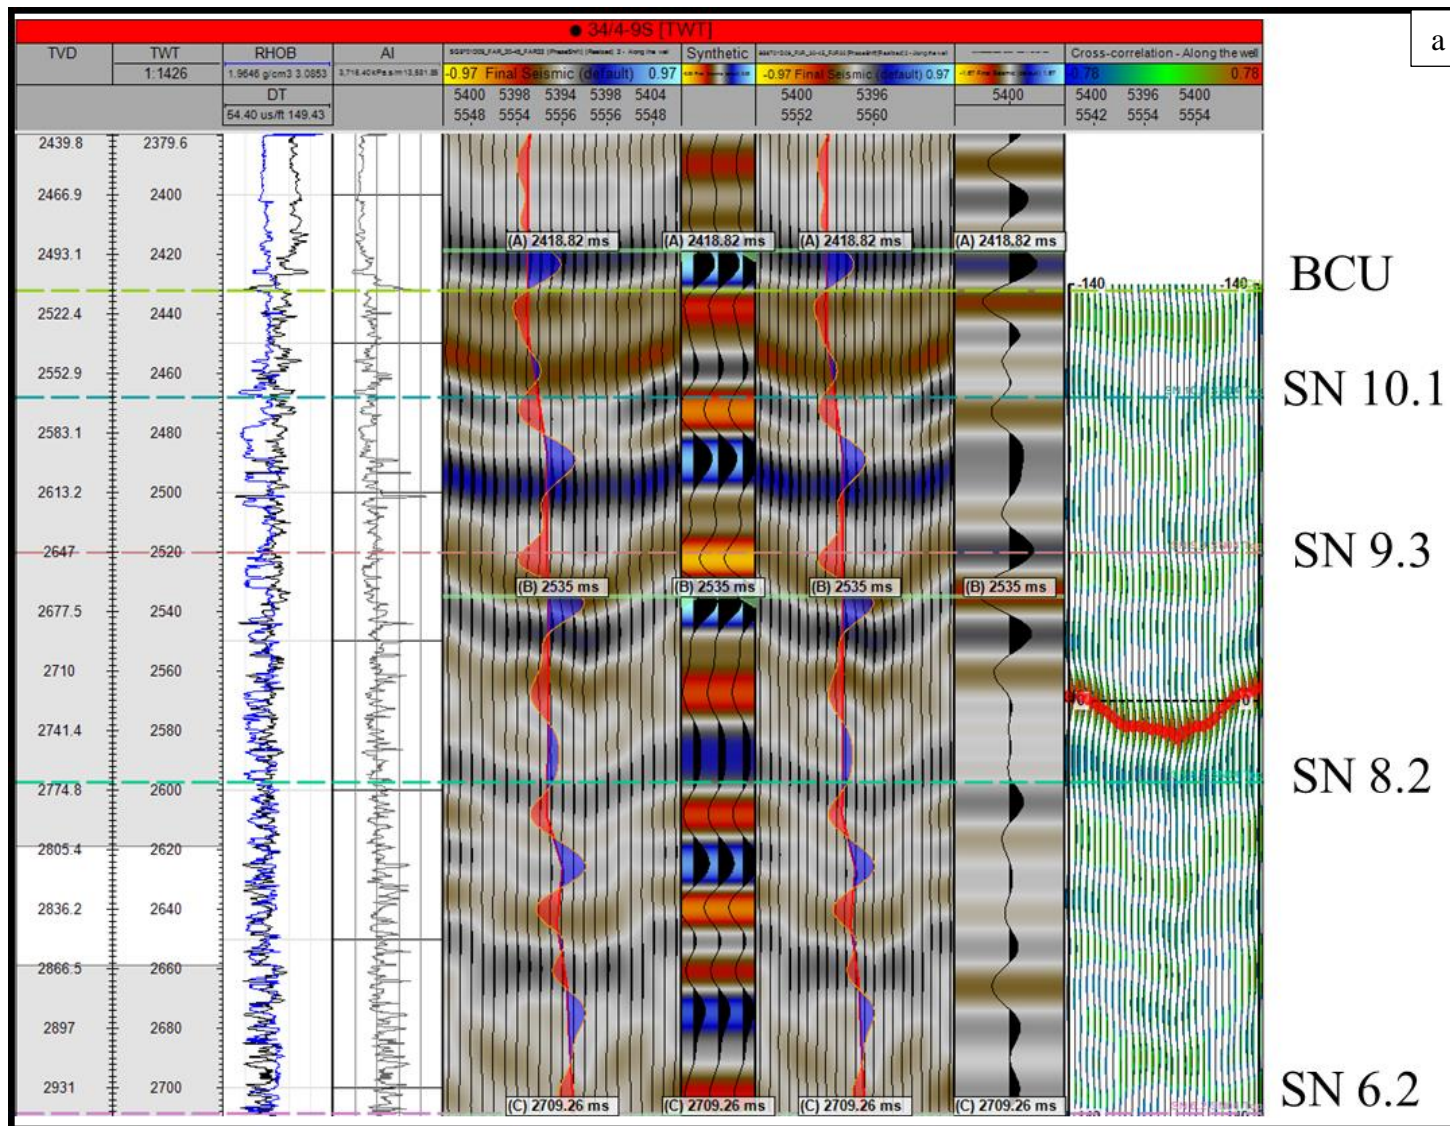 a
● 34/4-9S [TWT]
TVD TWT RHOB AI Synthetic Cross-correlation - Along the well
1:1426 1.9646 g/cm3 3.0853 -0.97 Final Seismic (default) 0.97 -0.97 Final Seismic (default) 0.97 -0.78 0.78
DT 5400 5398 5394 5398 5404 5400 5396 5400 5400 5396 5400
54.40 us/ft 149.43 5548 5554 5556 5556 5548 5552 5560 5542 5554 5554
2439.8 2379.6
2466.9 2400
(A) 2418.82 ms (A) 2418.82 ms (A) 2418.82 ms (A) 2418.82 ms
2493.1 2420
BCU
-140 -140
2522.4 2440
2552.9 2460
SN 10.1
2583.1 2480
2613.2 2500
2647 2520
SN 9.3
(B) 2535 ms (B) 2535 ms (B) 2535 ms (B) 2535 ms
2677.5 2540
2710 2560
2741.4 2580
SN 8.2
2774.8 2600
2805.4 2620
2836.2 2640
2866.5 2660
2897 2680
2931 2700
SN 6.2
(C) 2709.26 ms (C) 2709.26 ms (C) 2709.26 ms (C) 2709.26 ms